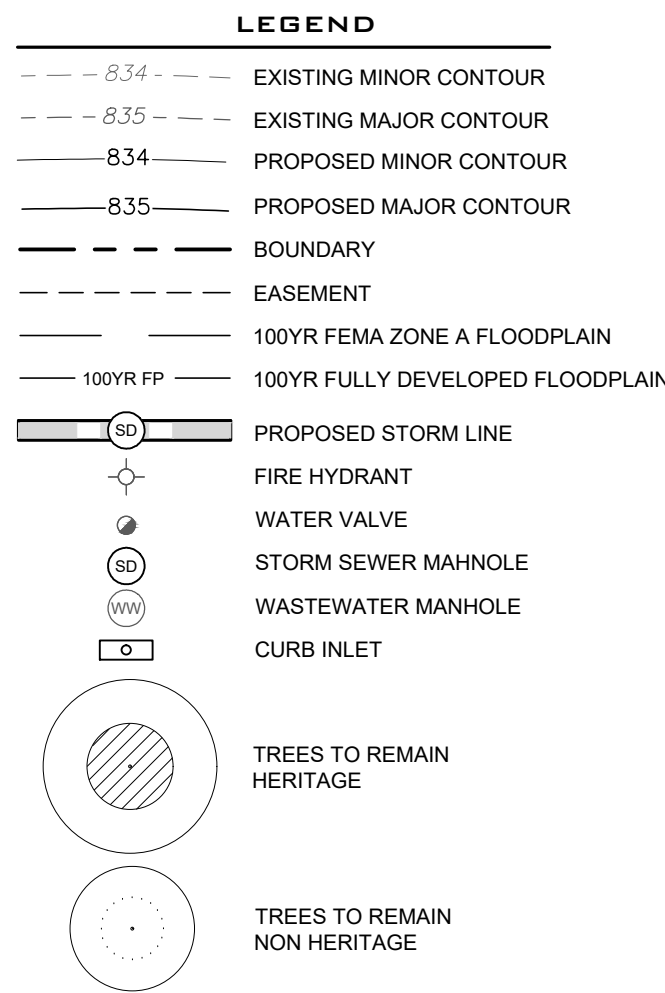 LEGEND
834 EXISTING MINOR CONTOUR
835 EXISTING MAJOR CONTOUR
834 PROPOSED MINOR CONTOUR
835 PROPOSED MAJOR CONTOUR
BOUNDARY
EASEMENT
100YR FEMA ZONE A FLOODPLAIN
100YR FP 100YR FULLY DEVELOPED FLOODPLAIN
SD PROPOSED STORM LINE
FIRE HYDRANT
WATER VALVE
SD STORM SEWER MAHNOLE
WW WASTEWATER MANHOLE
CURB INLET
TREES TO REMAIN
HERITAGE
TREES TO REMAIN
NON HERITAGE